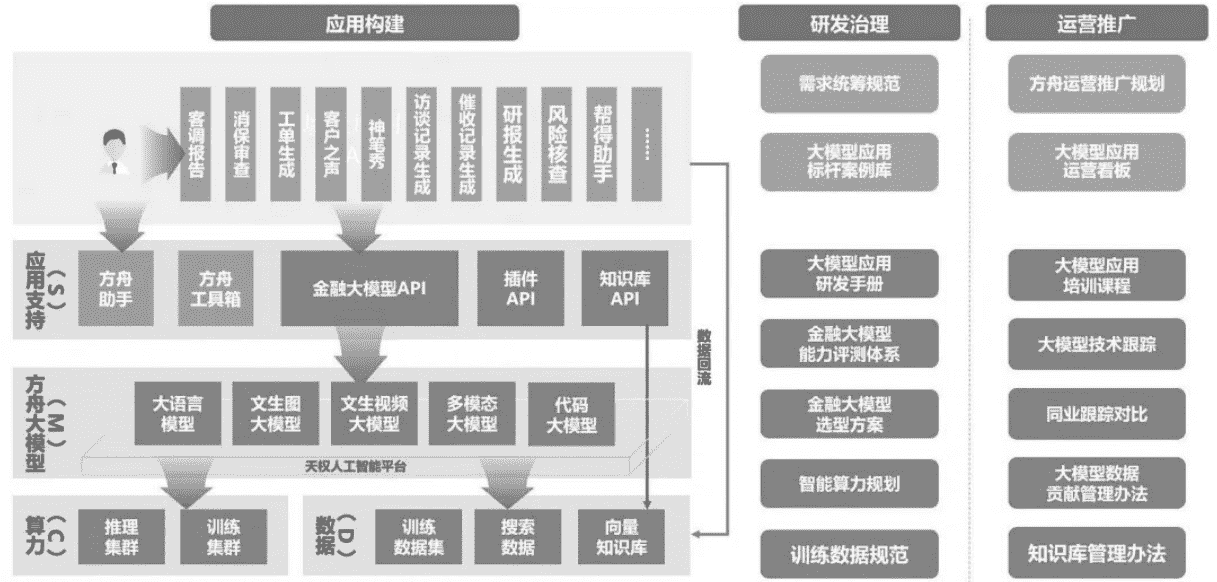 应用构建
研发治理
运营推广
客调报告
消保审查
工单生成
客户之声
神笔秀
访谈记录生成
催收记录生成
研报生成
风险核查
帮得助手
……
应用支持
(S)
方舟
助手
方舟
工具箱
金融大模型API
插件
API
知识库
API
数据回流
方舟大模型
(M)
大语言
模型
文生图
大模型
文生视频
大模型
多模态
大模型
代码
大模型
天权人工智能平台
算力
(C)
推理
集群
训练
集群
数据
(D)
训练
数据集
搜索
数据
向量
知识库
需求统筹规范
大模型应用
标杆案例库
大模型应用
研发手册
金融大模型
能力评测体系
金融大模型
选型方案
智能算力规划
训练数据规范
方舟运营推广规划
大模型应用
运营看板
大模型应用
培训课程
大模型技术跟踪
同业跟踪对比
大模型数据
贡献管理办法
知识库管理办法